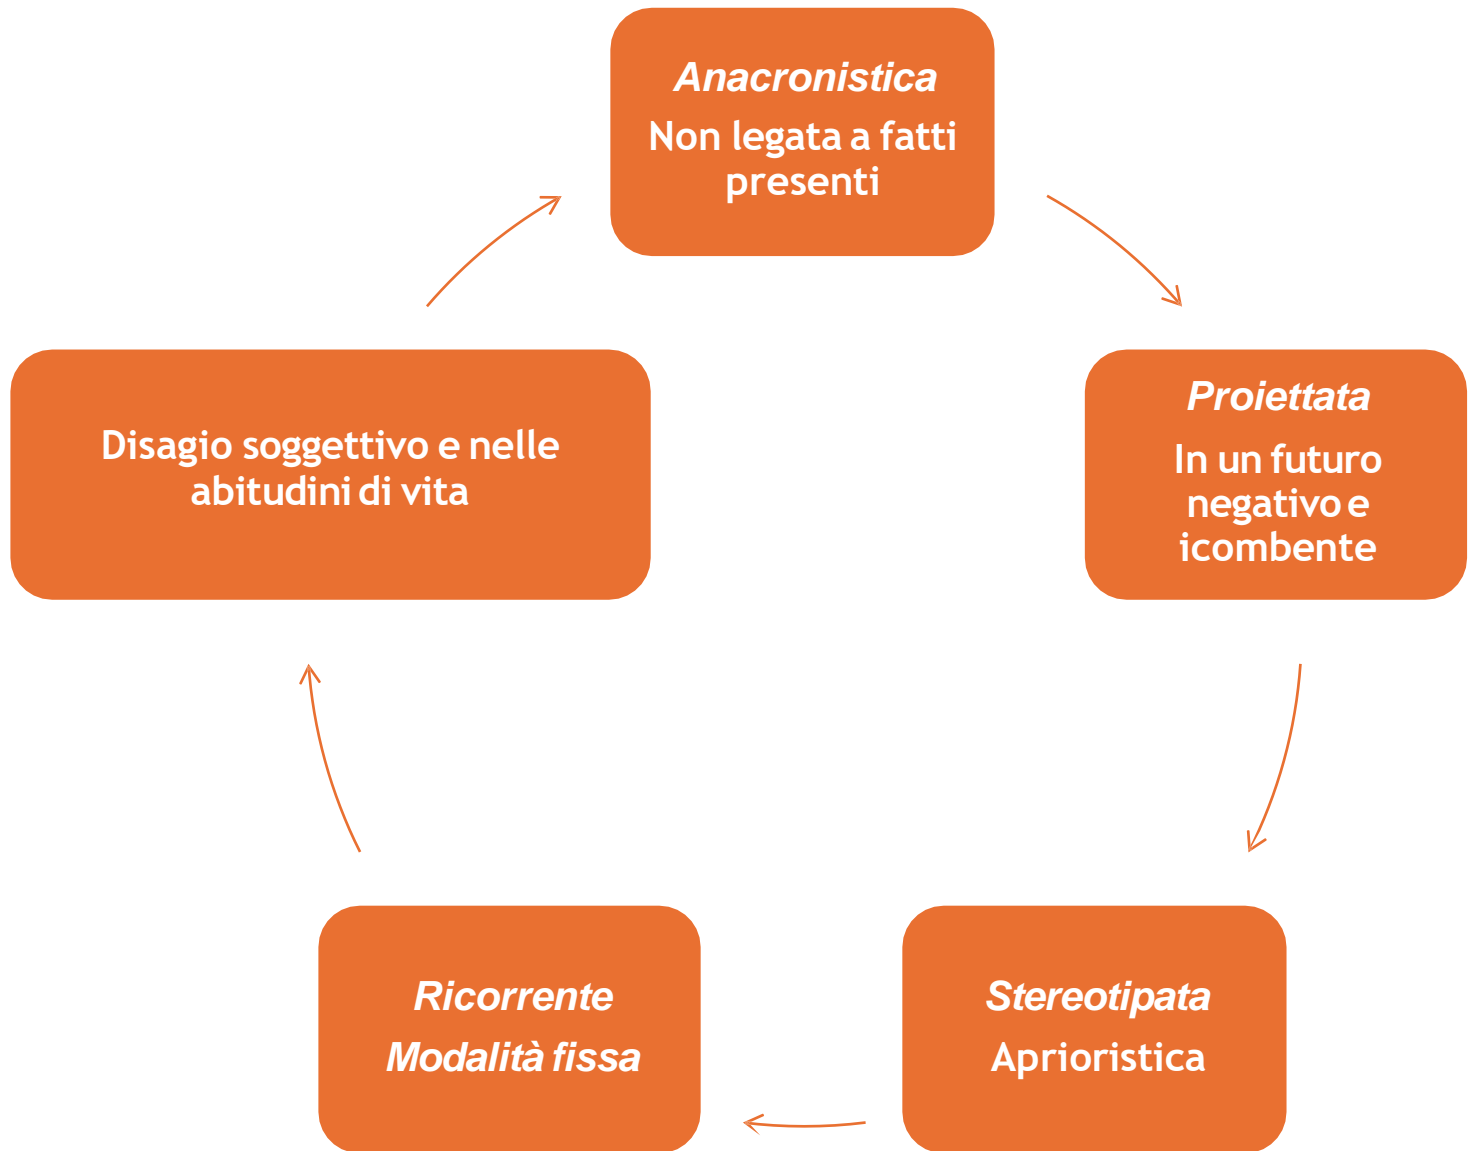 Anacronistica
Non legata a fatti
presenti
Proiettata
In un futuro
negativo e
icombente
Stereotipata
Aprioristica
Ricorrente
Modalità fissa
Disagio soggettivo e nelle
abitudini di vita